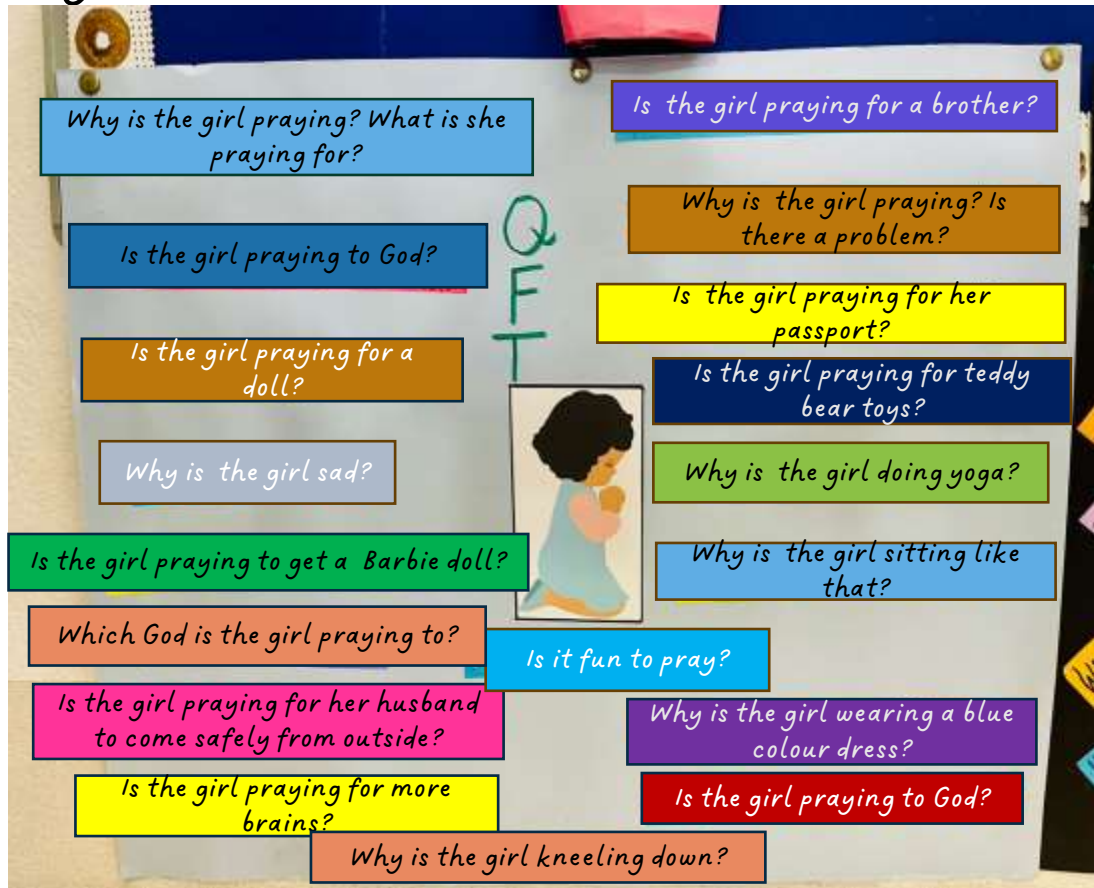 Why is the girl praying? What is she
praying for?
Is the girl praying to God?
Is the girl praying for a
doll?
Why is the girl sad?
Is the girl praying to get a Barbie doll?
Which God is the girl praying to?
Is the girl praying for her husband
to come safely from outside?
Is the girl praying for more
brains?
Why is the girl kneeling down?
Q
F
T
Is it fun to pray?
Is the girl praying for a brother?
Why is the girl praying? Is
there a problem?
Is the girl praying for her
passport?
Is the girl praying for teddy
bear toys?
Why is the girl doing yoga?
Why is the girl sitting like
that?
Why is the girl wearing a blue
colour dress?
Is the girl praying to God?